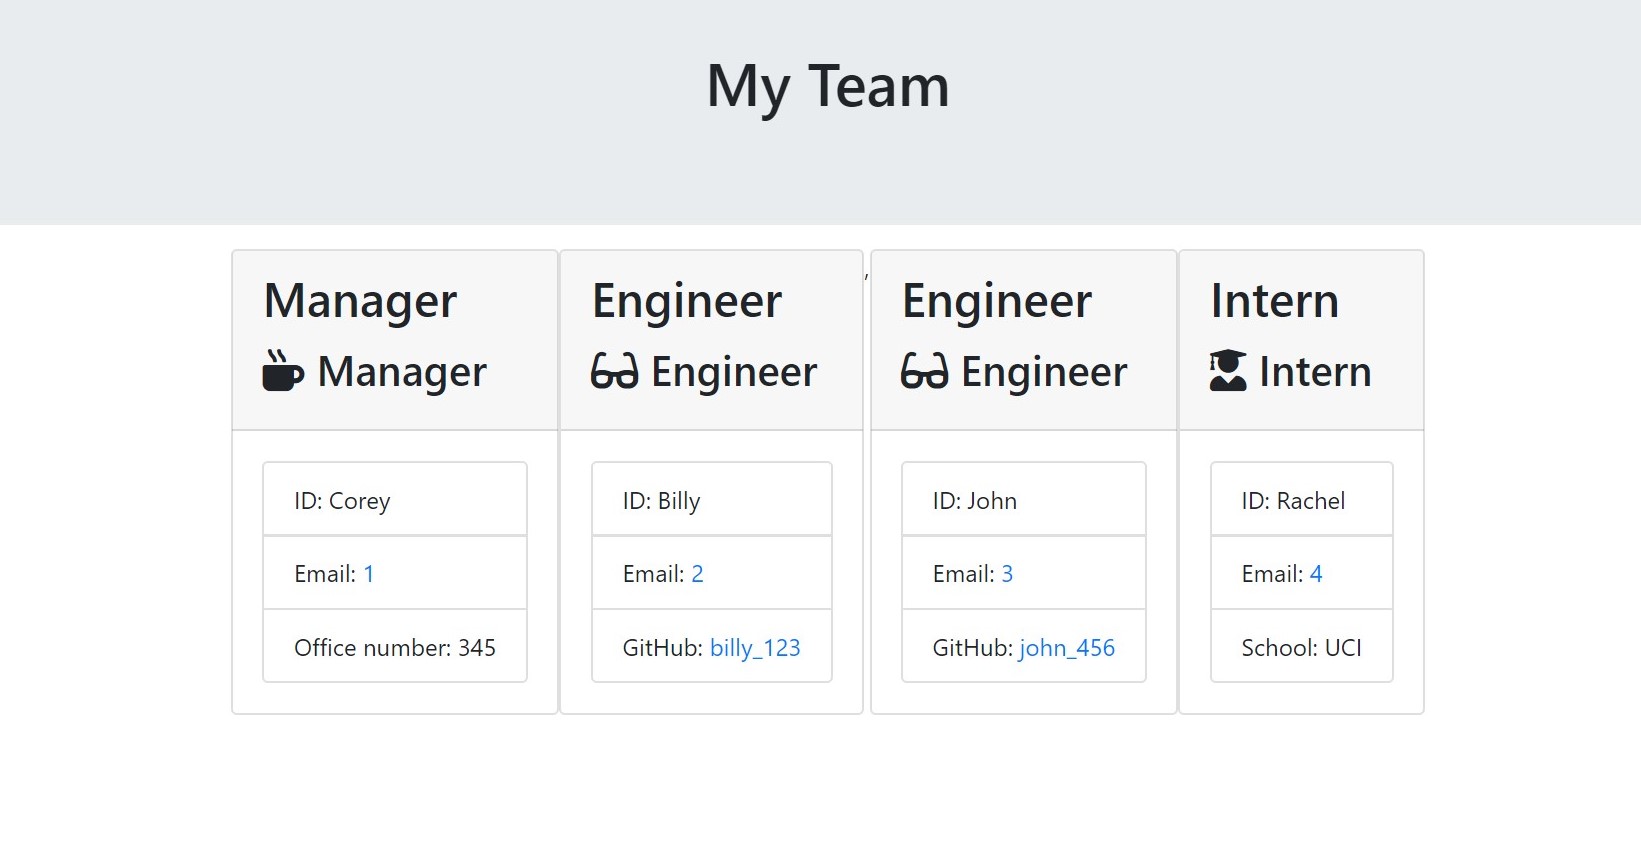 My Team
Manager
Manager
ID: Corey
Email: 1
Office number: 345
Engineer
Engineer
ID: Billy
Email: 2
GitHub: billy_123
,
Engineer
Engineer
ID: John
Email: 3
GitHub: john_456
Intern
Intern
ID: Rachel
Email: 4
School: UCI